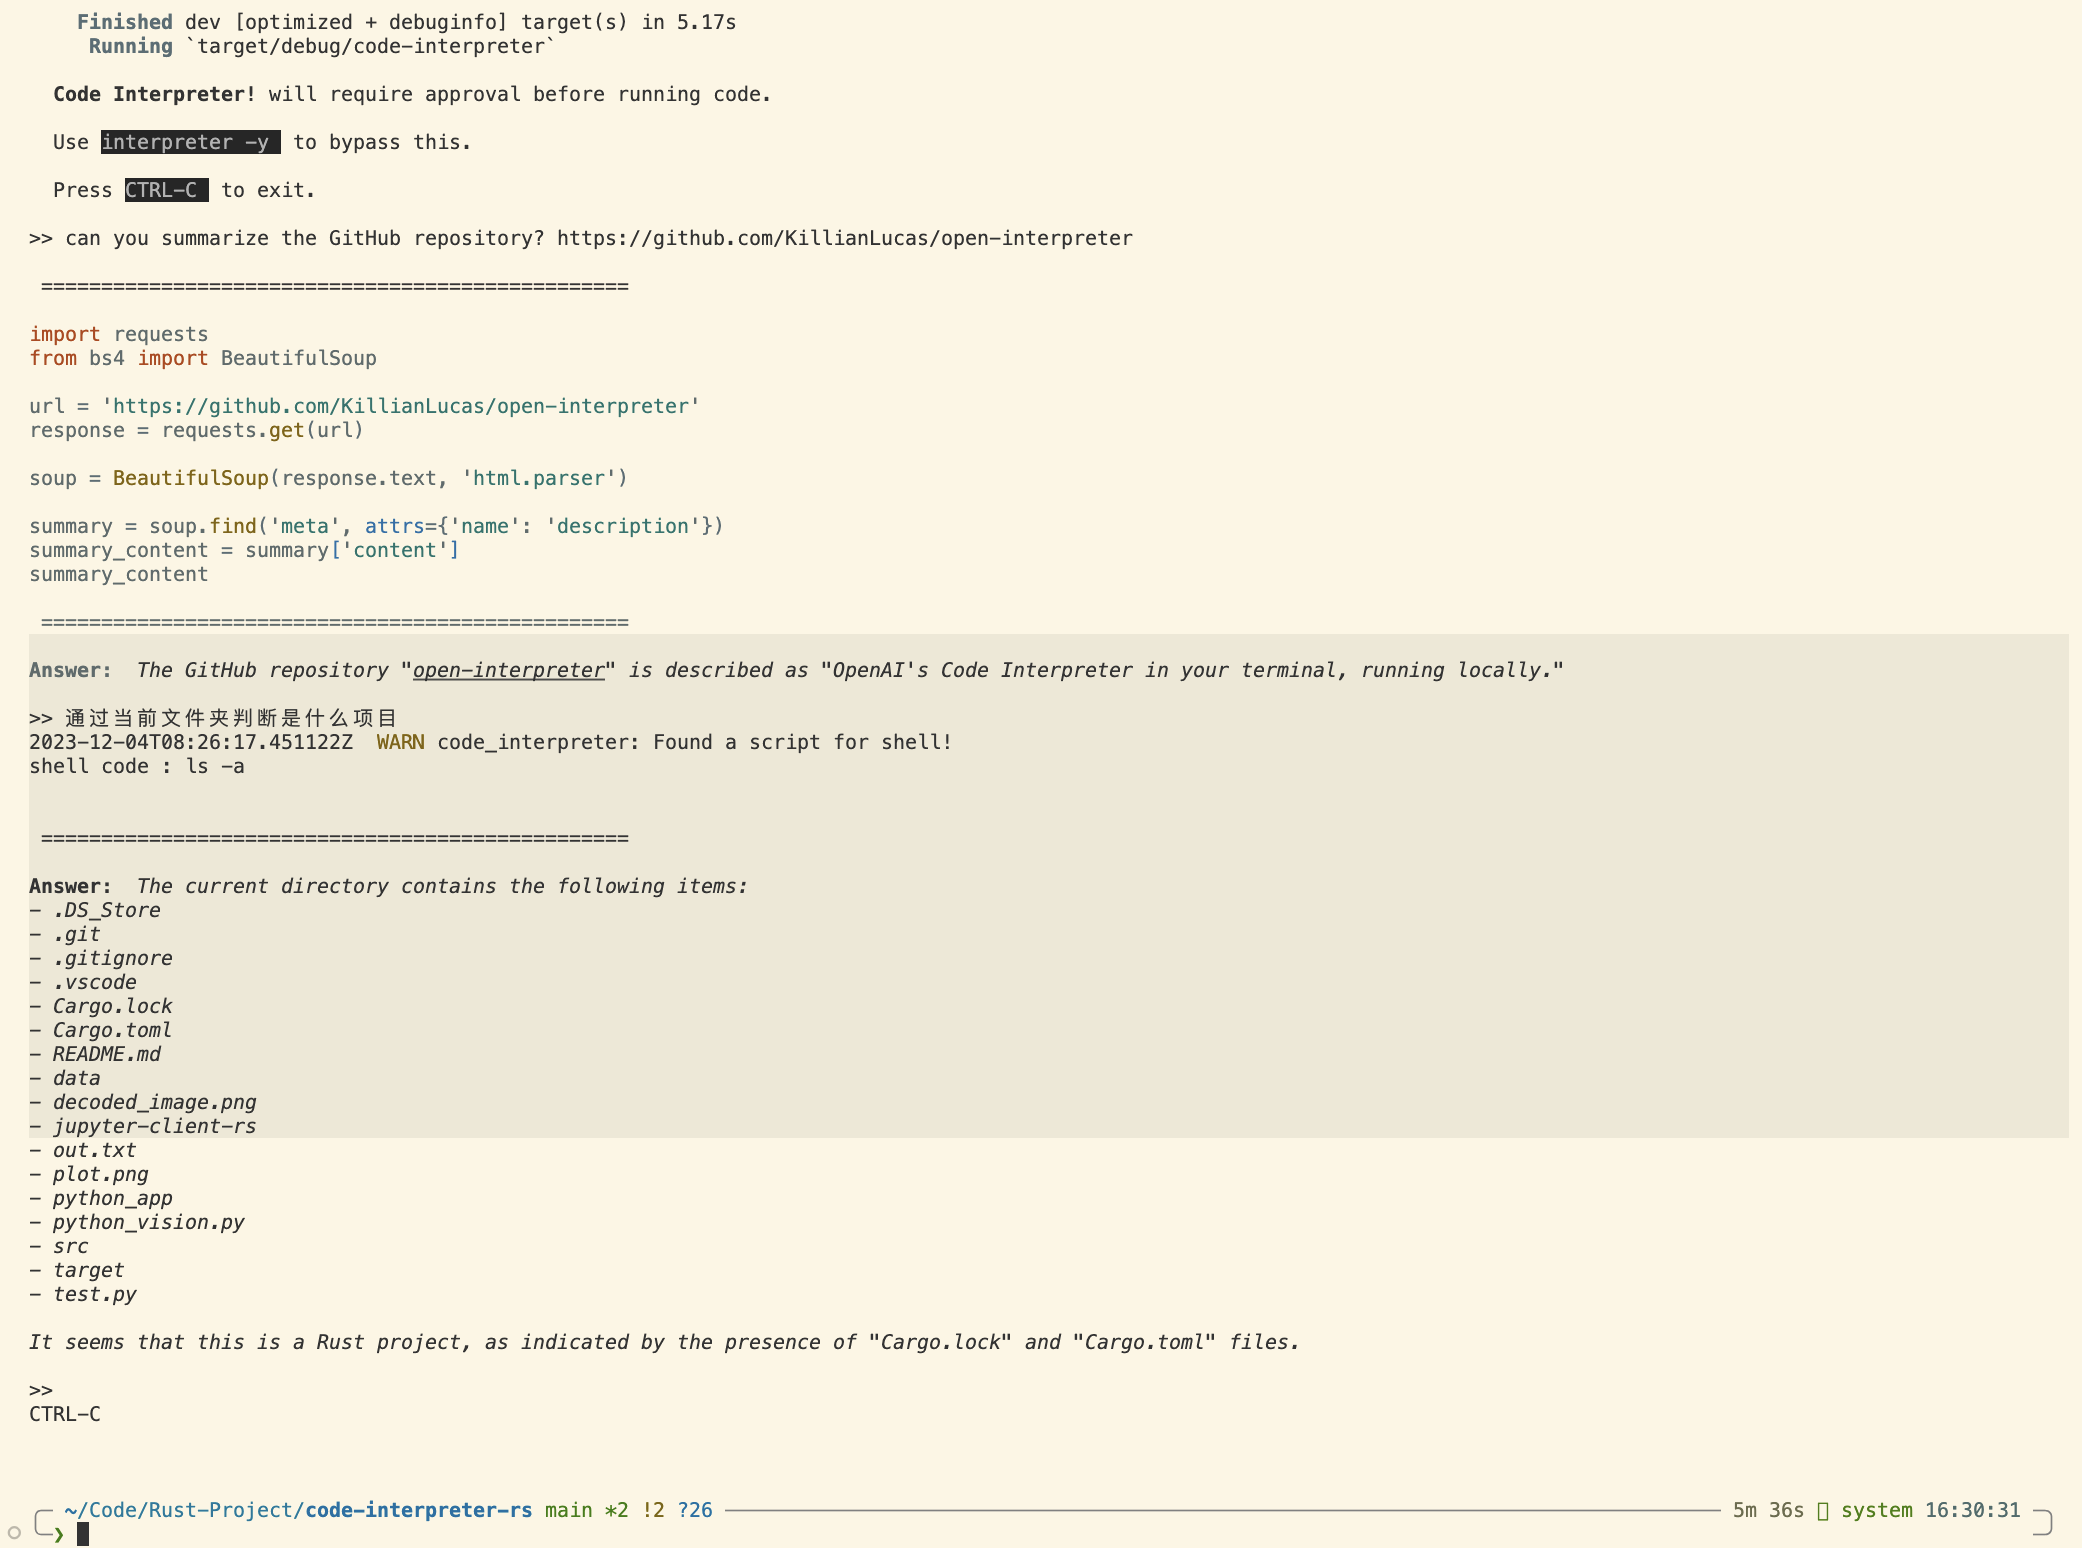 Finished dev [optimized + debuginfo] target(s) in 5.17s
Running `target/debug/code-interpreter`
Code Interpreter! will require approval before running code.
Use interpreter -y to bypass this.
Press CTRL-C to exit.
>> can you summarize the GitHub repository? https://github.com/KillianLucas/open-interpreter
=================================================
import requests
from bs4 import BeautifulSoup
url = 'https://github.com/KillianLucas/open-interpreter'
response = requests.get(url)
soup = BeautifulSoup(response.text, 'html.parser')
summary = soup.find('meta', attrs={'name': 'description'})
summary_content = summary['content']
summary_content
=================================================
Answer:  The GitHub repository "open-interpreter" is described as "OpenAI's Code Interpreter in your terminal, running locally."
>> 通过当前文件夹判断是什么项目
2023-12-04T08:26:17.451122Z  WARN code_interpreter: Found a script for shell!
shell code : ls -a
=================================================
Answer:  The current directory contains the following items:
- .DS_Store
- .git
- .gitignore
- .vscode
- Cargo.lock
- Cargo.toml
- README.md
- data
- decoded_image.png
- jupyter-client-rs
- out.txt
- plot.png
- python_app
- python_vision.py
- src
- target
- test.py
It seems that this is a Rust project, as indicated by the presence of "Cargo.lock" and "Cargo.toml" files.
>>
CTRL-C
~/Code/Rust-Project/code-interpreter-rs main *2 !2 ?26 5m 36s system 16:30:31
❯